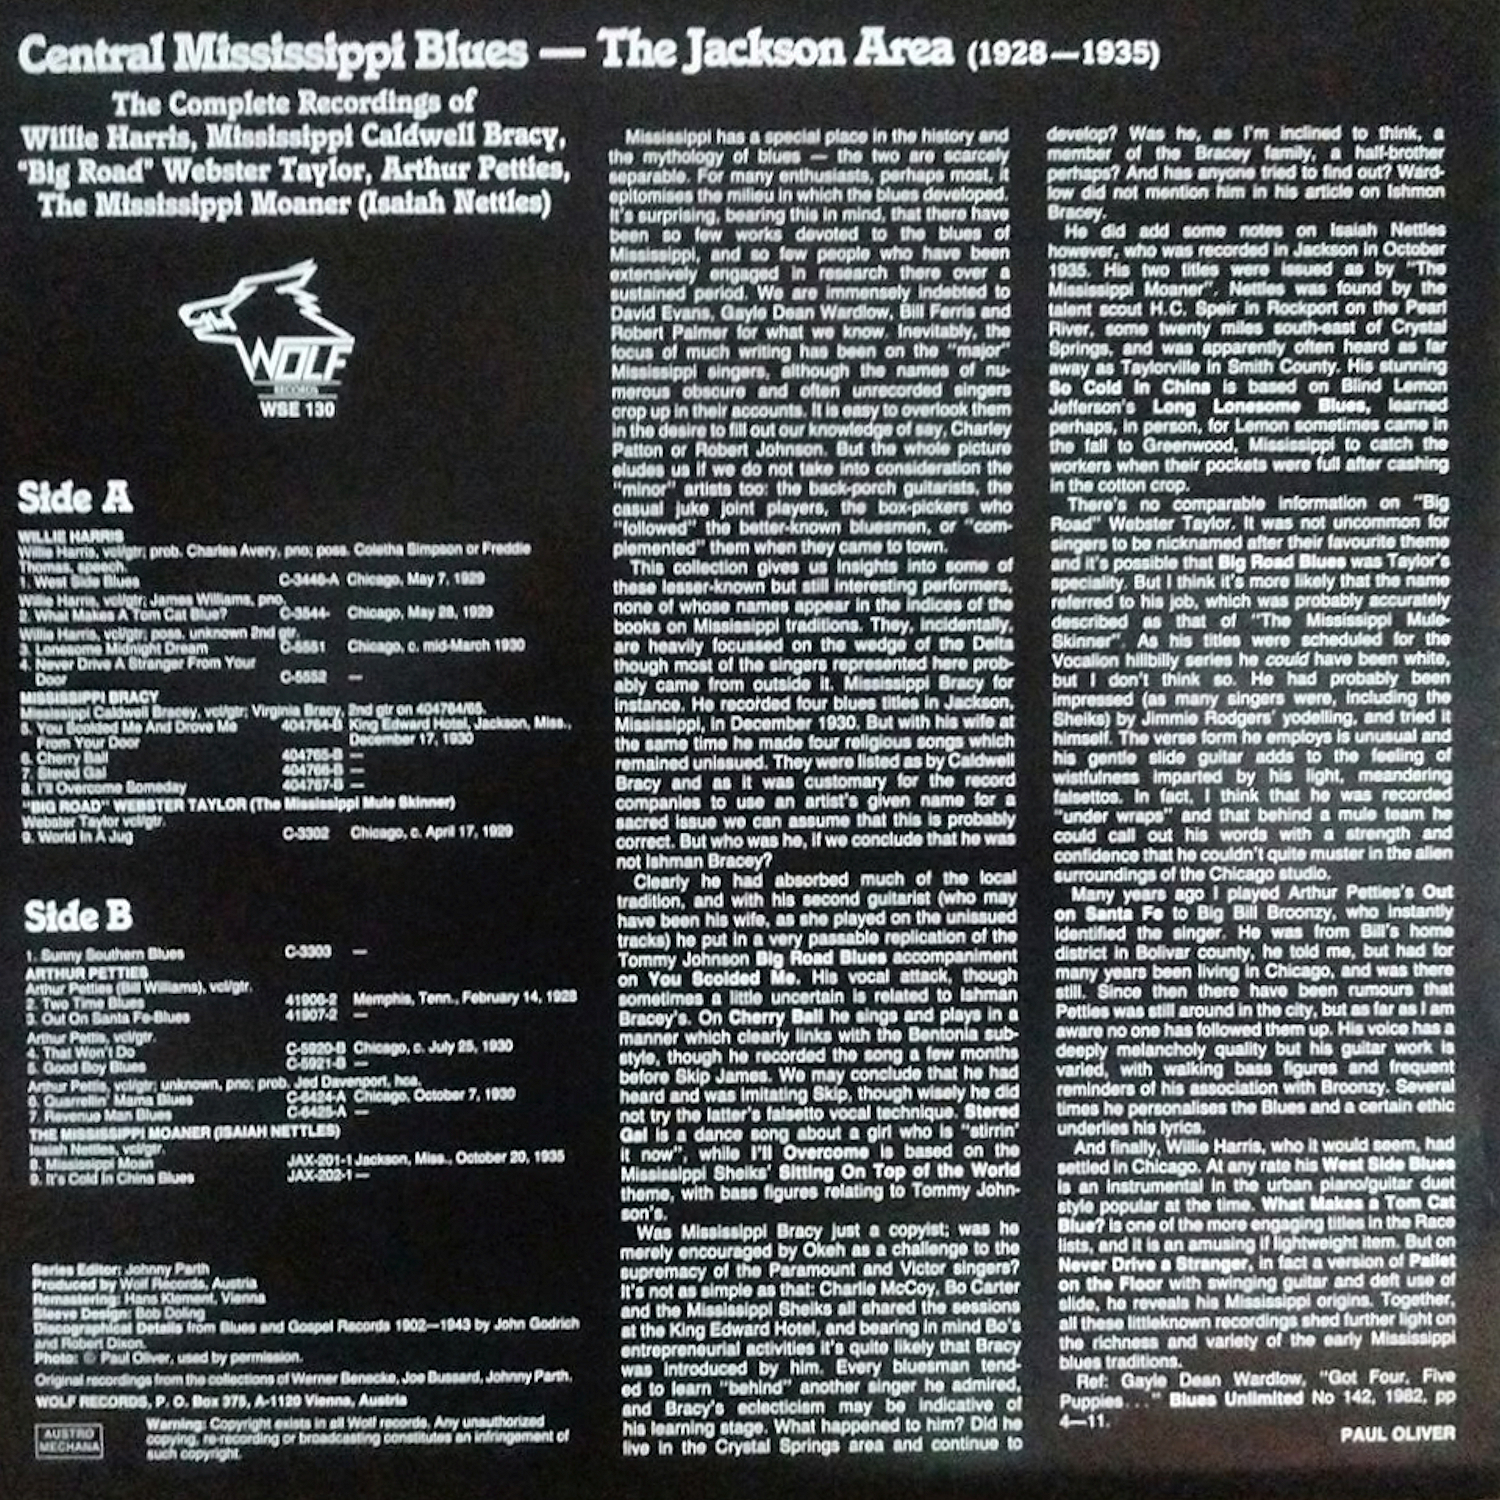 Central Mississippi Blues — The Jackson Area (1928—1935)
The Complete Recordings of
Willie Harris, Mississippi Caldwell Bracy,
"Big Road" Webster Taylor, Arthur Petties,
The Mississippi Moaner (Isaiah Nettles)
WOLF
RECORDS
WSE 130
Side A
WILLIE HARRIS
Willie Harris, vcl/gtr; prob. Charles Avery, pno; poss. Coletha Simpson or Freddie
Thomas, speech.
1. West Side Blues C-3446-A Chicago, May 7, 1929
Willie Harris, vcl/gtr; James Williams, pno.
2. What Makes A Tom Cat Blue? C-3544- Chicago, May 28, 1929
Willie Harris, vcl/gtr; poss. unknown 2nd gtr.
3. Lonesome Midnight Dream C-5551 Chicago, c. mid-March 1930
4. Never Drive A Stranger From Your
Door C-5552 —
MISSISSIPPI BRACY
Mississippi Caldwell Bracey, vcl/gtr; Virginia Bracy, 2nd gtr on 404764/65.
5. You Scolded Me And Drove Me 404764-B King Edward Hotel, Jackson, Miss.,
From Your Door December 17, 1930
6. Cherry Ball 404765-B —
7. Stered Gal 404766-B —
8. I'll Overcome Someday 404767-B —
"BIG ROAD" WEBSTER TAYLOR (The Mississippi Mule Skinner)
Webster Taylor vcl/gtr.
9. World In A Jug C-3302 Chicago, c. April 17, 1929
Side B
1. Sunny Southern Blues C-3303 —
ARTHUR PETTIES
Arthur Petties (Bill Williams), vcl/gtr.
2. Two Time Blues 41906-2 Memphis, Tenn., February 14, 1928
3. Out On Santa Fe-Blues 41907-2 —
Arthur Pettis, vcl/gtr.
4. That Won't Do C-5920-B Chicago, c. July 25, 1930
5. Good Boy Blues C-5921-B —
Arthur Pettis, vcl/gtr; unknown, pno; prob. Jed Davenport, hca.
6. Quarrellin' Mama Blues C-6424-A Chicago, October 7, 1930
7. Revenue Man Blues C-6425-A —
THE MISSISSIPPI MOANER (ISAIAH NETTLES)
Isaiah Nettles, vcl/gtr.
8. Mississippi Moan JAX-201-1 Jackson, Miss., October 20, 1935
9. It's Cold In China Blues JAX-202-1 —
Series Editor: Johnny Parth
Produced by Wolf Records, Austria
Remastering: Hans Klement, Vienna
Sleeve Design: Bob Doling
Discographical Details from Blues and Gospel Records 1902—1943 by John Godrich
and Robert Dixon.
Photo: © Paul Oliver, used by permission.
Original recordings from the collections of Werner Benecke, Joe Bussard, Johnny Parth.
WOLF RECORDS, P. O. Box 375, A-1120 Vienna, Austria
AUSTRO
MECHANA
Warning: Copyright exists in all Wolf records. Any unauthorized
copying, re-recording or broadcasting constitutes an infringement of
such copyright.
Mississippi has a special place in the history and
the mythology of blues — the two are scarcely
separable. For many enthusiasts, perhaps most, it
epitomises the milieu in which the blues developed.
It's surprising, bearing this in mind, that there have
been so few works devoted to the blues of
Mississippi, and so few people who have been
extensively engaged in research there over a
sustained period. We are immensely indebted to
David Evans, Gayle Dean Wardlow, Bill Ferris and
Robert Palmer for what we know. Inevitably, the
focus of much writing has been on the "major"
Mississippi singers, although the names of nu-
merous obscure and often unrecorded singers
crop up in their accounts. It is easy to overlook them
in the desire to fill out our knowledge of say, Charley
Patton or Robert Johnson. But the whole picture
eludes us if we do not take into consideration the
"minor" artists too: the back-porch guitarists, the
casual juke joint players, the box-pickers who
"followed" the better-known bluesmen, or "com-
plemented" them when they came to town.
This collection gives us insights into some of
these lesser-known but still interesting performers,
none of whose names appear in the indices of the
books on Mississippi traditions. They, incidentally,
are heavily focussed on the wedge of the Delta
though most of the singers represented here prob-
ably came from outside it. Mississippi Bracy for
instance. He recorded four blues titles in Jackson,
Mississippi, in December 1930. But with his wife at
the same time he made four religious songs which
remained unissued. They were listed as by Caldwell
Bracy and as it was customary for the record
companies to use an artist's given name for a
sacred issue we can assume that this is probably
correct. But who was he, if we conclude that he was
not Ishman Bracey?
Clearly he had absorbed much of the local
tradition, and with his second guitarist (who may
have been his wife, as she played on the unissued
tracks) he put in a very passable replication of the
Tommy Johnson Big Road Blues accompaniment
on You Scolded Me. His vocal attack, though
sometimes a little uncertain is related to Ishman
Bracey's. On Cherry Ball he sings and plays in a
manner which clearly links with the Bentonia sub-
style, though he recorded the song a few months
before Skip James. We may conclude that he had
heard and was imitating Skip, though wisely he did
not try the latter's falsetto vocal technique. Stered
Gal is a dance song about a girl who is "stirrin'
it now", while I'll Overcome is based on the
Mississippi Sheiks' Sitting On Top of the World
theme, with bass figures relating to Tommy John-
son's.
Was Mississippi Bracy just a copyist; was he
merely encouraged by Okeh as a challenge to the
supremacy of the Paramount and Victor singers?
It's not as simple as that: Charlie McCoy, Bo Carter
and the Mississippi Sheiks all shared the sessions
at the King Edward Hotel, and bearing in mind Bo's
entrepreneurial activities it's quite likely that Bracy
was introduced by him. Every bluesman tend-
ed to learn "behind" another singer he admired,
and Bracy's eclecticism may be indicative of
his learning stage. What happened to him? Did he
live in the Crystal Springs area and continue to
develop? Was he, as I'm inclined to think, a
member of the Bracey family, a half-brother
perhaps? And has anyone tried to find out? Ward-
low did not mention him in his article on Ishmon
Bracey.
He did add some notes on Isaiah Nettles
however, who was recorded in Jackson in October
1935. His two titles were issued as by "The
Mississippi Moaner". Nettles was found by the
talent scout H.C. Speir in Rockport on the Pearl
River, some twenty miles south-east of Crystal
Springs, and was apparently often heard as far
away as Taylorville in Smith County. His stunning
So Cold In China is based on Blind Lemon
Jefferson's Long Lonesome Blues, learned
perhaps, in person, for Lemon sometimes came in
the fall to Greenwood, Mississippi to catch the
workers when their pockets were full after cashing
in the cotton crop.
There's no comparable information on "Big
Road" Webster Taylor. It was not uncommon for
singers to be nicknamed after their favourite theme
and it's possible that Big Road Blues was Taylor's
speciality. But I think it's more likely that the name
referred to his job, which was probably accurately
described as that of "The Mississippi Mule-
Skinner". As his titles were scheduled for the
Vocalion hillbilly series he could have been white,
but I don't think so. He had probably been
impressed (as many singers were, including the
Sheiks) by Jimmie Rodgers' yodelling, and tried it
himself. The verse form he employs is unusual and
his gentle slide guitar adds to the feeling of
wistfulness imparted by his light, meandering
falsettos. In fact, I think that he was recorded
"under wraps" and that behind a mule team he
could call out his words with a strength and
confidence that he couldn't quite muster in the alien
surroundings of the Chicago studio.
Many years ago I played Arthur Petties's Out
on Santa Fe to Big Bill Broonzy, who instantly
identified the singer. He was from Bill's home
district in Bolivar county, he told me, but had for
many years been living in Chicago, and was there
still. Since then there have been rumours that
Petties was still around in the city, but as far as I am
aware no one has followed them up. His voice has a
deeply melancholy quality but his guitar work is
varied, with walking bass figures and frequent
reminders of his association with Broonzy. Several
times he personalises the Blues and a certain ethic
underlies his lyrics.
And finally, Willie Harris, who it would seem, had
settled in Chicago. At any rate his West Side Blues
is an instrumental in the urban piano/guitar duet
style popular at the time. What Makes a Tom Cat
Blue? is one of the more engaging titles in the Race
lists, and it is an amusing if lightweight item. But on
Never Drive a Stranger, in fact a version of Pallet
on the Floor with swinging guitar and deft use of
slide, he reveals his Mississippi origins. Together,
all these littleknown recordings shed further light on
the richness and variety of the early Mississippi
blues traditions.
Ref: Gayle Dean Wardlow, "Got Four, Five
Puppies..." Blues Unlimited No 142, 1982, pp
4—11.
PAUL OLIVER